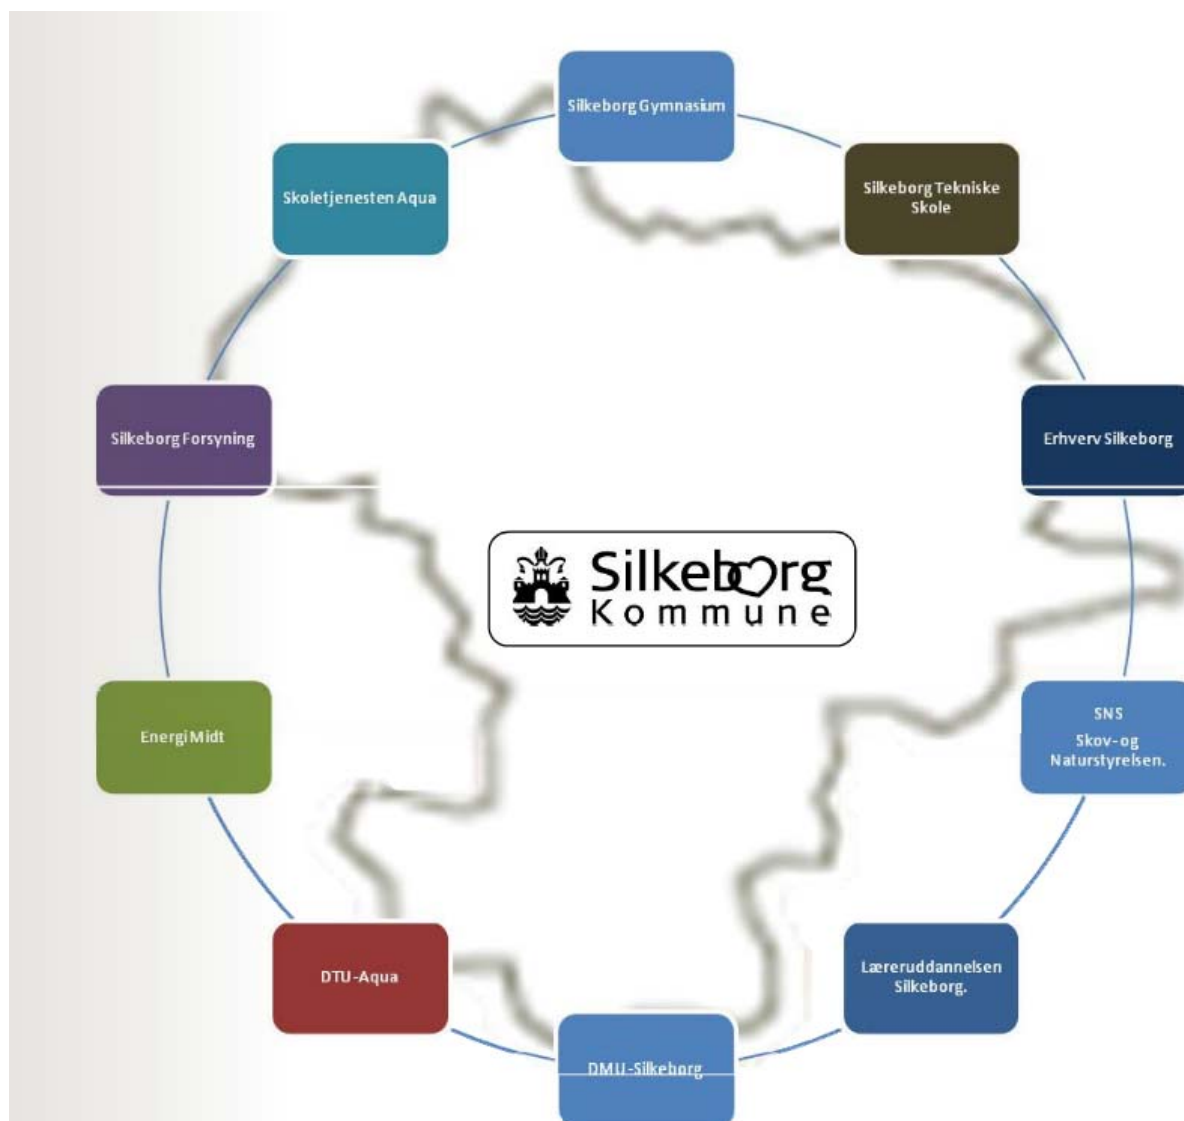 Silkeborg Gymnasium
Silkeborg Tekniske
Skole
Skoletjenesten Aqua
Silkeborg Forsyning
Erhverv Silkeborg
Silkeborg
Kommune
Energi Midt
SNS
Skov- og
Naturstyrelsen.
DTU-Aqua
Læreruddannelsen
Silkeborg.
DMU-Silkeborg